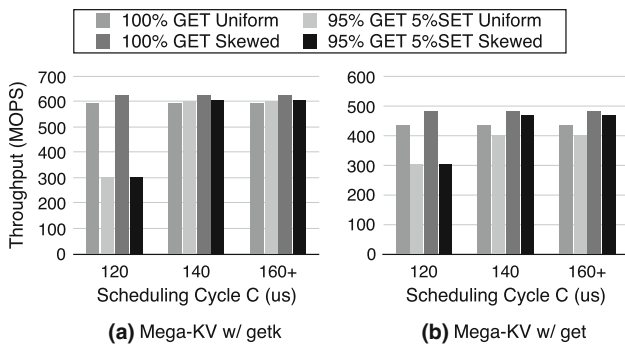 100% GET Uniform 95% GET 5%SET Uniform
100% GET Skewed 95% GET 5%SET Skewed
Throughput (MOPS)
700
600
500
400
300
200
100
0
120 140 160+
Scheduling Cycle C (us)
(a) Mega-KV w/ getk
600
500
400
300
200
100
0
120 140 160+
Scheduling Cycle C (us)
(b) Mega-KV w/ get